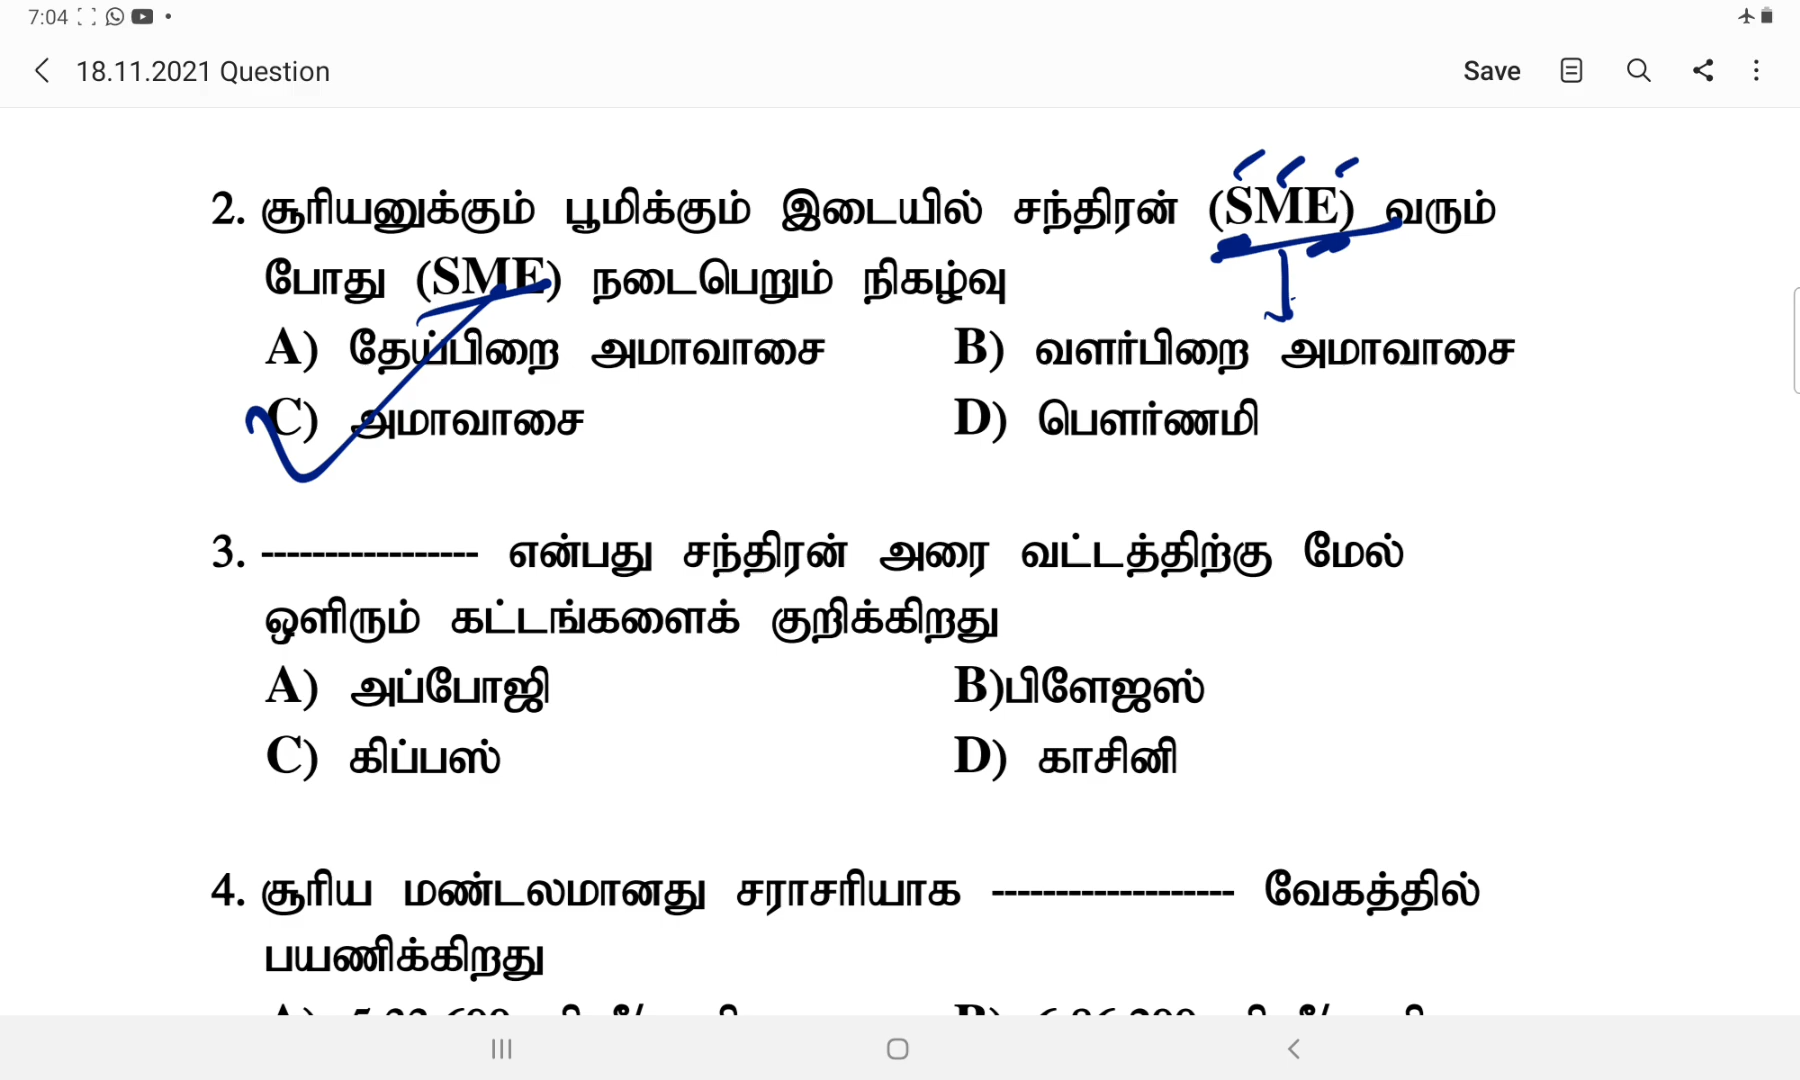 7:04
18.11.2021 Question
Save
2. சூரியனுக்கும் பூமிக்கும் இடையில் சந்திரன் (SME) வரும்
போது (SME) நடைபெறும் நிகழ்வு
A) தேய்பிறை அமாவாசை B) வளர்பிறை அமாவாசை
C) அமாவாசை D) பௌர்ணமி
3. ----------------- என்பது சந்திரன் அரை வட்டத்திற்கு மேல்
ஒளிரும் கட்டங்களைக் குறிக்கிறது
A) அப்போஜி B)பிளேஜஸ்
C) கிப்பஸ் D) காசினி
4. சூரிய மண்டலமானது சராசரியாக ------------------- வேகத்தில்
பயணிக்கிறது